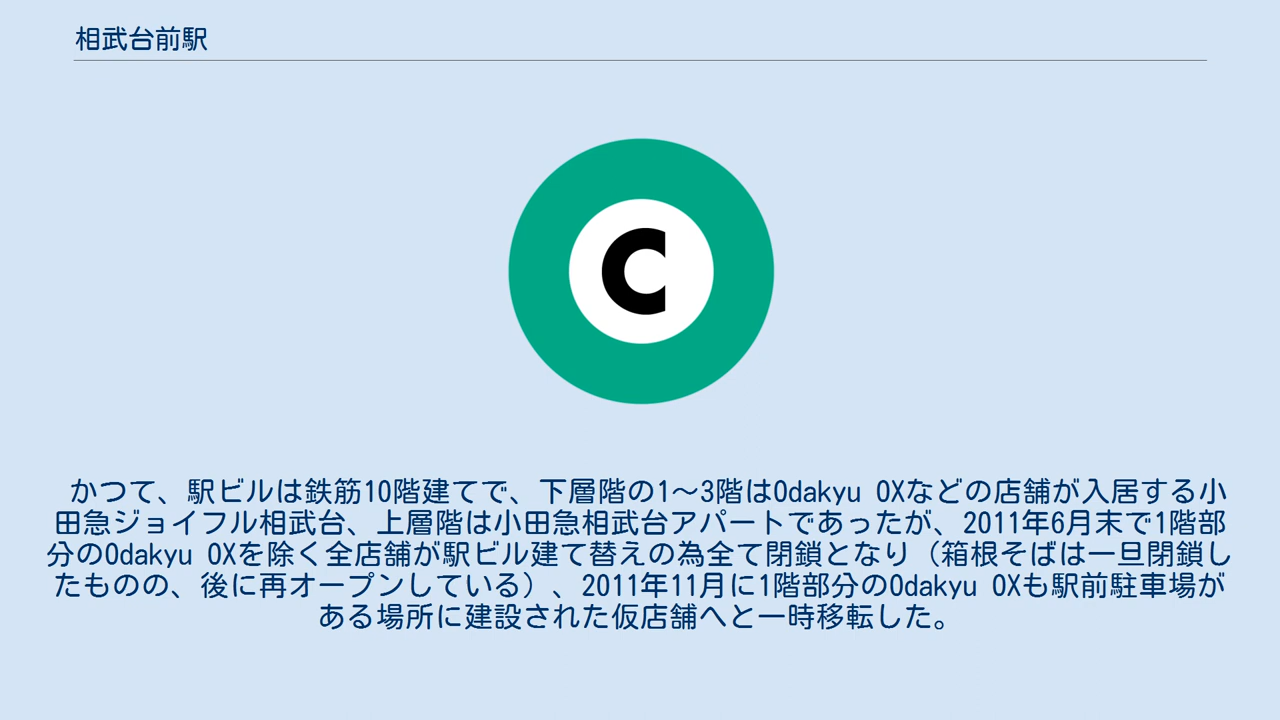 相武台前駅
C
かつて、駅ビルは鉄筋10階建てで、下層階の1～3階はOdakyu OXなどの店舗が入居する小
田急ジョイフル相武台、上層階は小田急相武台アパートであったが、2011年6月末で1階部
分のOdakyu OXを除く全店舗が駅ビル建て替えの為全て閉鎖となり（箱根そばは一旦閉鎖し
たものの、後に再オープンしている）、2011年11月に1階部分のOdakyu OXも駅前駐車場が
ある場所に建設された仮店舗へと一時移転した。